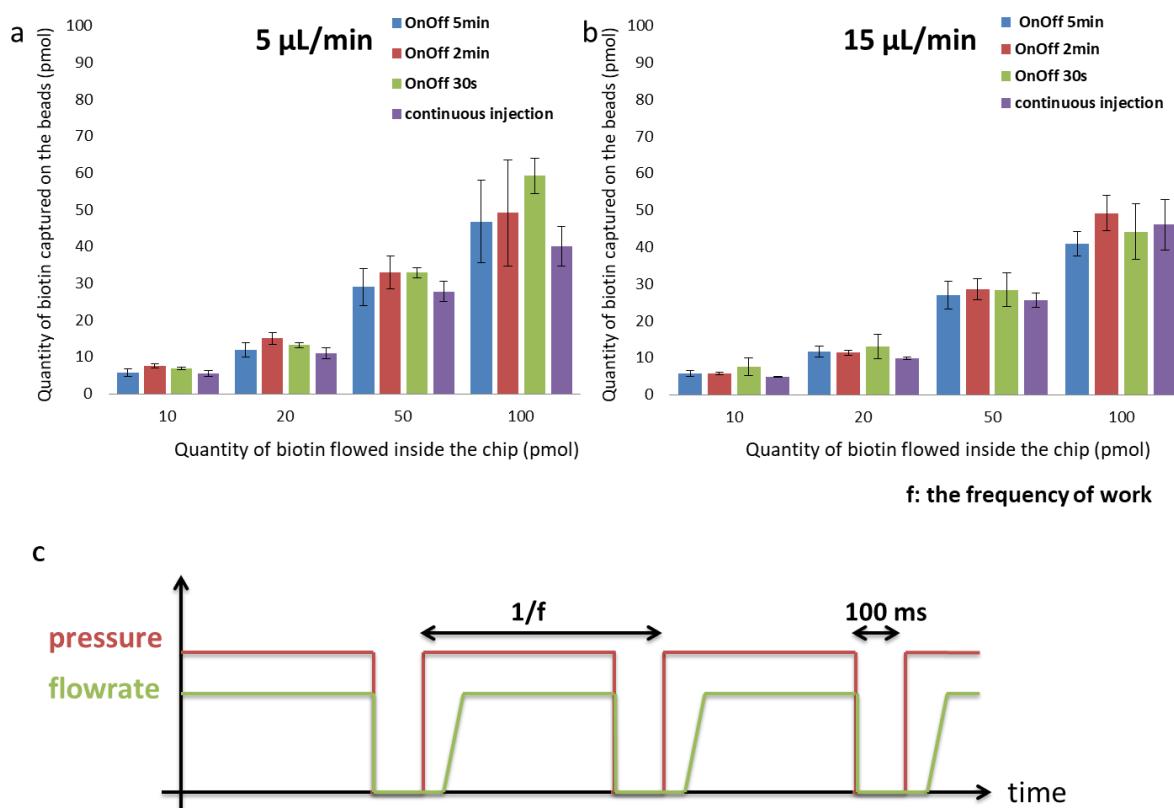 a
5 µL/min
OnOff 5min
OnOff 2min
OnOff 30s
continuous injection
Quantity of biotin captured on the beads (pmol)
100
90
80
70
60
50
40
30
20
10
0
10 20 50 100
Quantity of biotin flowed inside the chip (pmol)
b
15 µL/min
OnOff 5min
OnOff 2min
OnOff 30s
continuous injection
Quantity of biotin captured on the beads (pmol)
100
90
80
70
60
50
40
30
20
10
0
10 20 50 100
Quantity of biotin flowed inside the chip (pmol)
f: the frequency of work
c
1/f
100 ms
pressure
flowrate
time